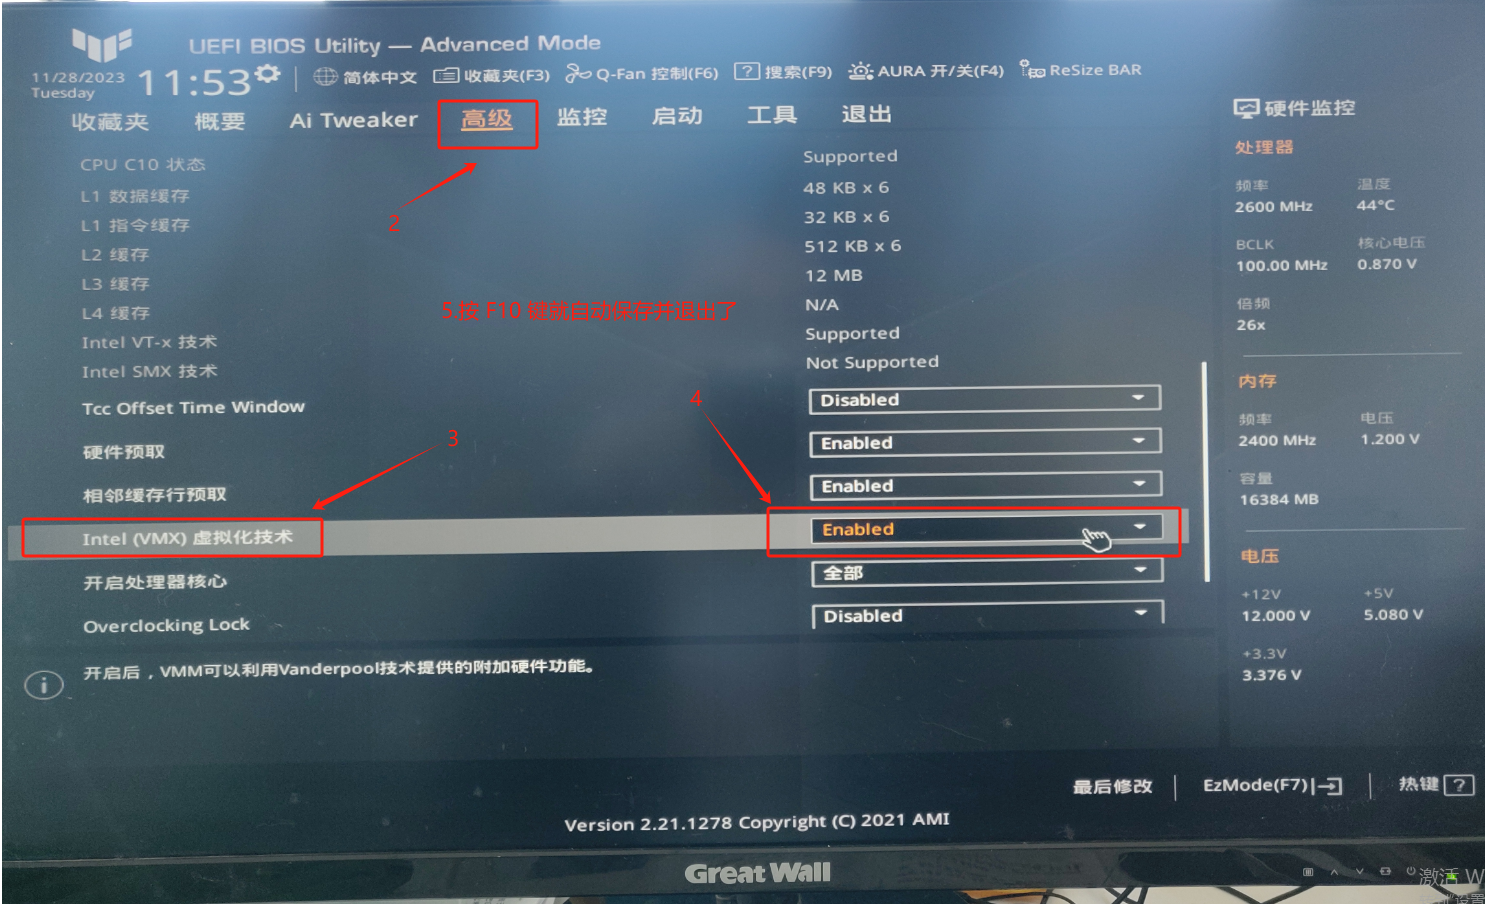 UEFI BIOS Utility — Advanced Mode
11/28/2023
Tuesday
11:53
简体中文
收藏夹(F3)
Q-Fan 控制(F6)
? 搜索(F9)
AURA 开/关(F4)
ReSize BAR
收藏夹
概要
Ai Tweaker
高级
监控
启动
工具
退出
2
CPU C10 状态 Supported
L1 数据缓存 48 KB x 6
L1 指令缓存 32 KB x 6
L2 缓存 512 KB x 6
L3 缓存 12 MB
L4 缓存 N/A
5.按 F10 键就自动保存并退出了
Intel VT-x 技术 Supported
Intel SMX 技术 Not Supported
Tcc Offset Time Window Disabled
硬件预取 Enabled
相邻缓存行预取 Enabled
3
4
Intel (VMX) 虚拟化技术 Enabled
开启处理器核心 全部
Overclocking Lock Disabled
i
开启后，VMM可以利用Vanderpool技术提供的附加硬件功能。
硬件监控
处理器
频率 温度
2600 MHz 44°C
BCLK 核心电压
100.00 MHz 0.870 V
倍频
26x
内存
频率 电压
2400 MHz 1.200 V
容量
16384 MB
电压
+12V +5V
12.000 V 5.080 V
+3.3V
3.376 V
最后修改
EzMode(F7)
热键 ?
Version 2.21.1278 Copyright (C) 2021 AMI
Great Wall
激活 W